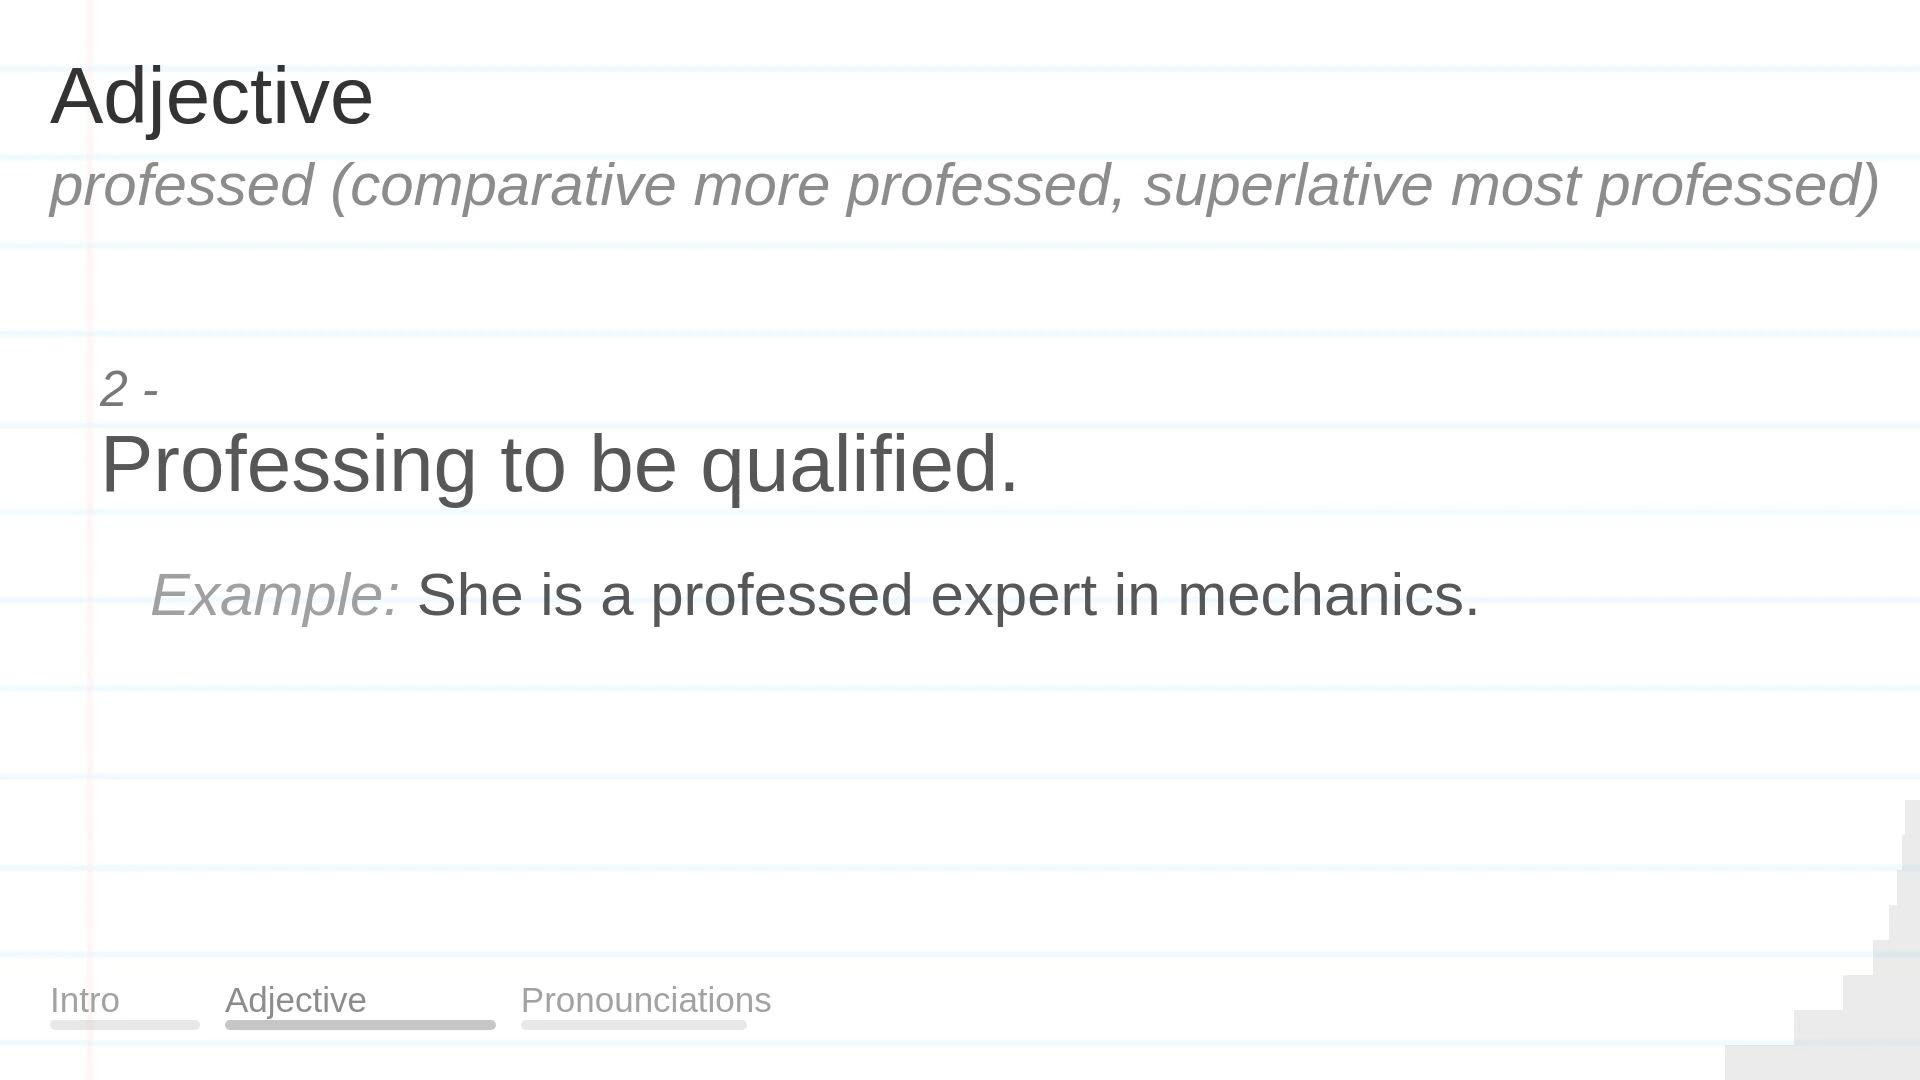 Adjective
professed (comparative more professed, superlative most professed)
2 -
Professing to be qualified.
Example: She is a professed expert in mechanics.
Intro Adjective Pronounciations